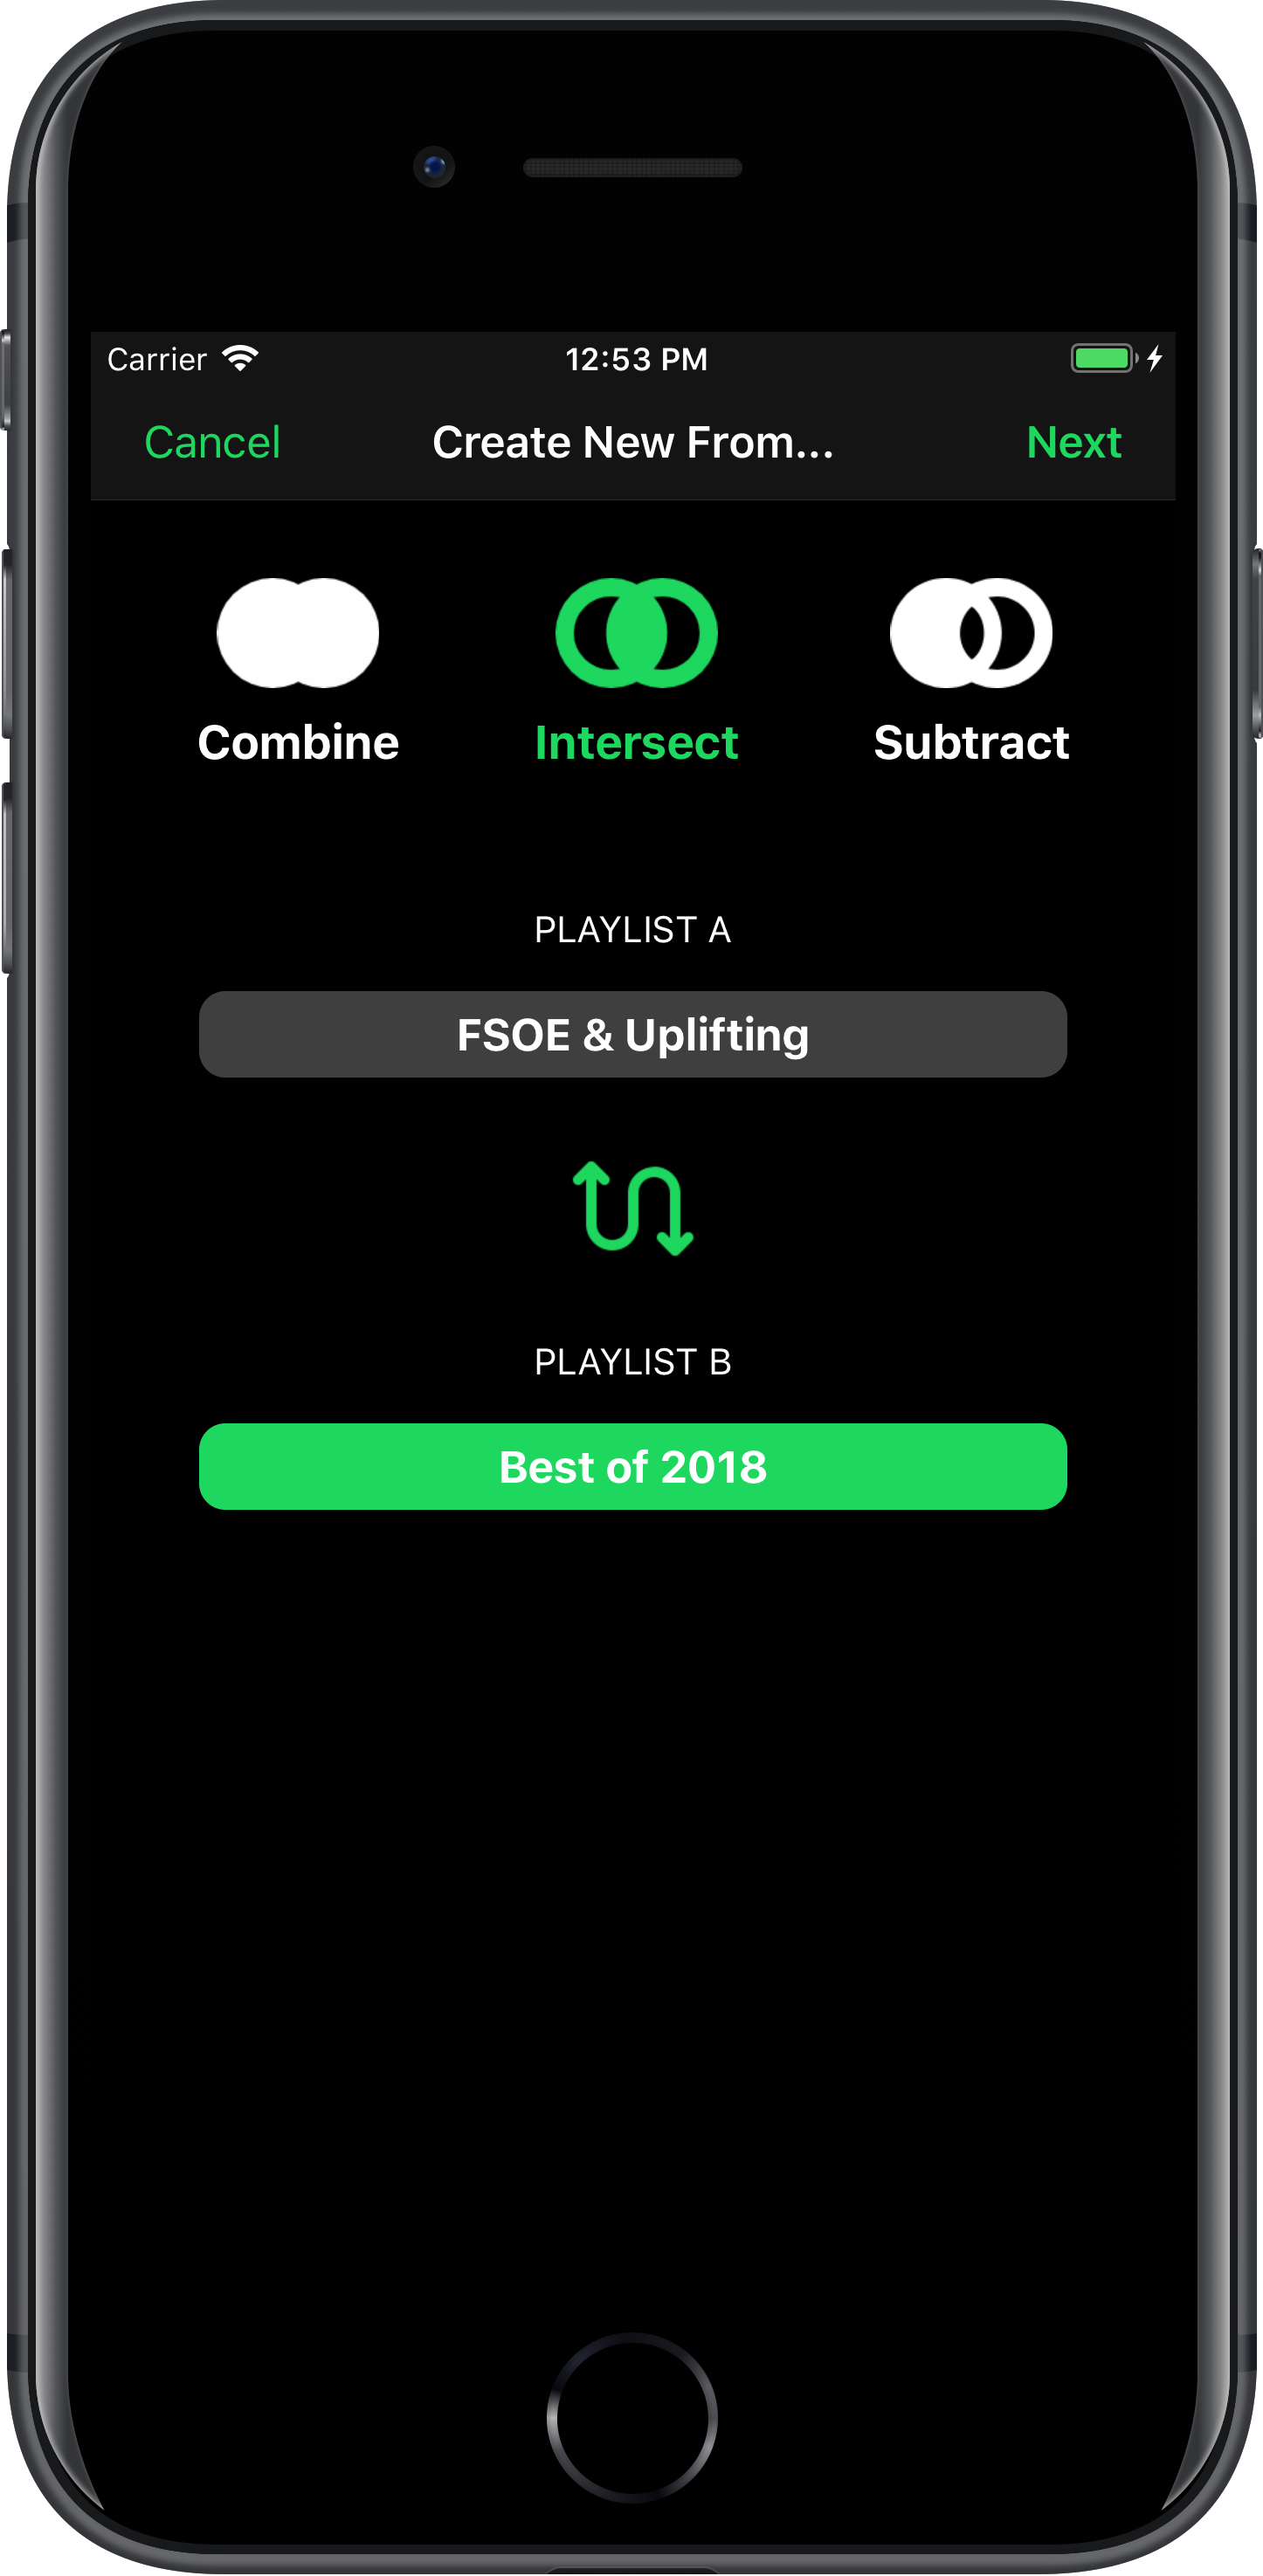 Carrier 12:53 PM
Cancel Create New From... Next
Combine Intersect Subtract
PLAYLIST A
FSOE & Uplifting
PLAYLIST B
Best of 2018